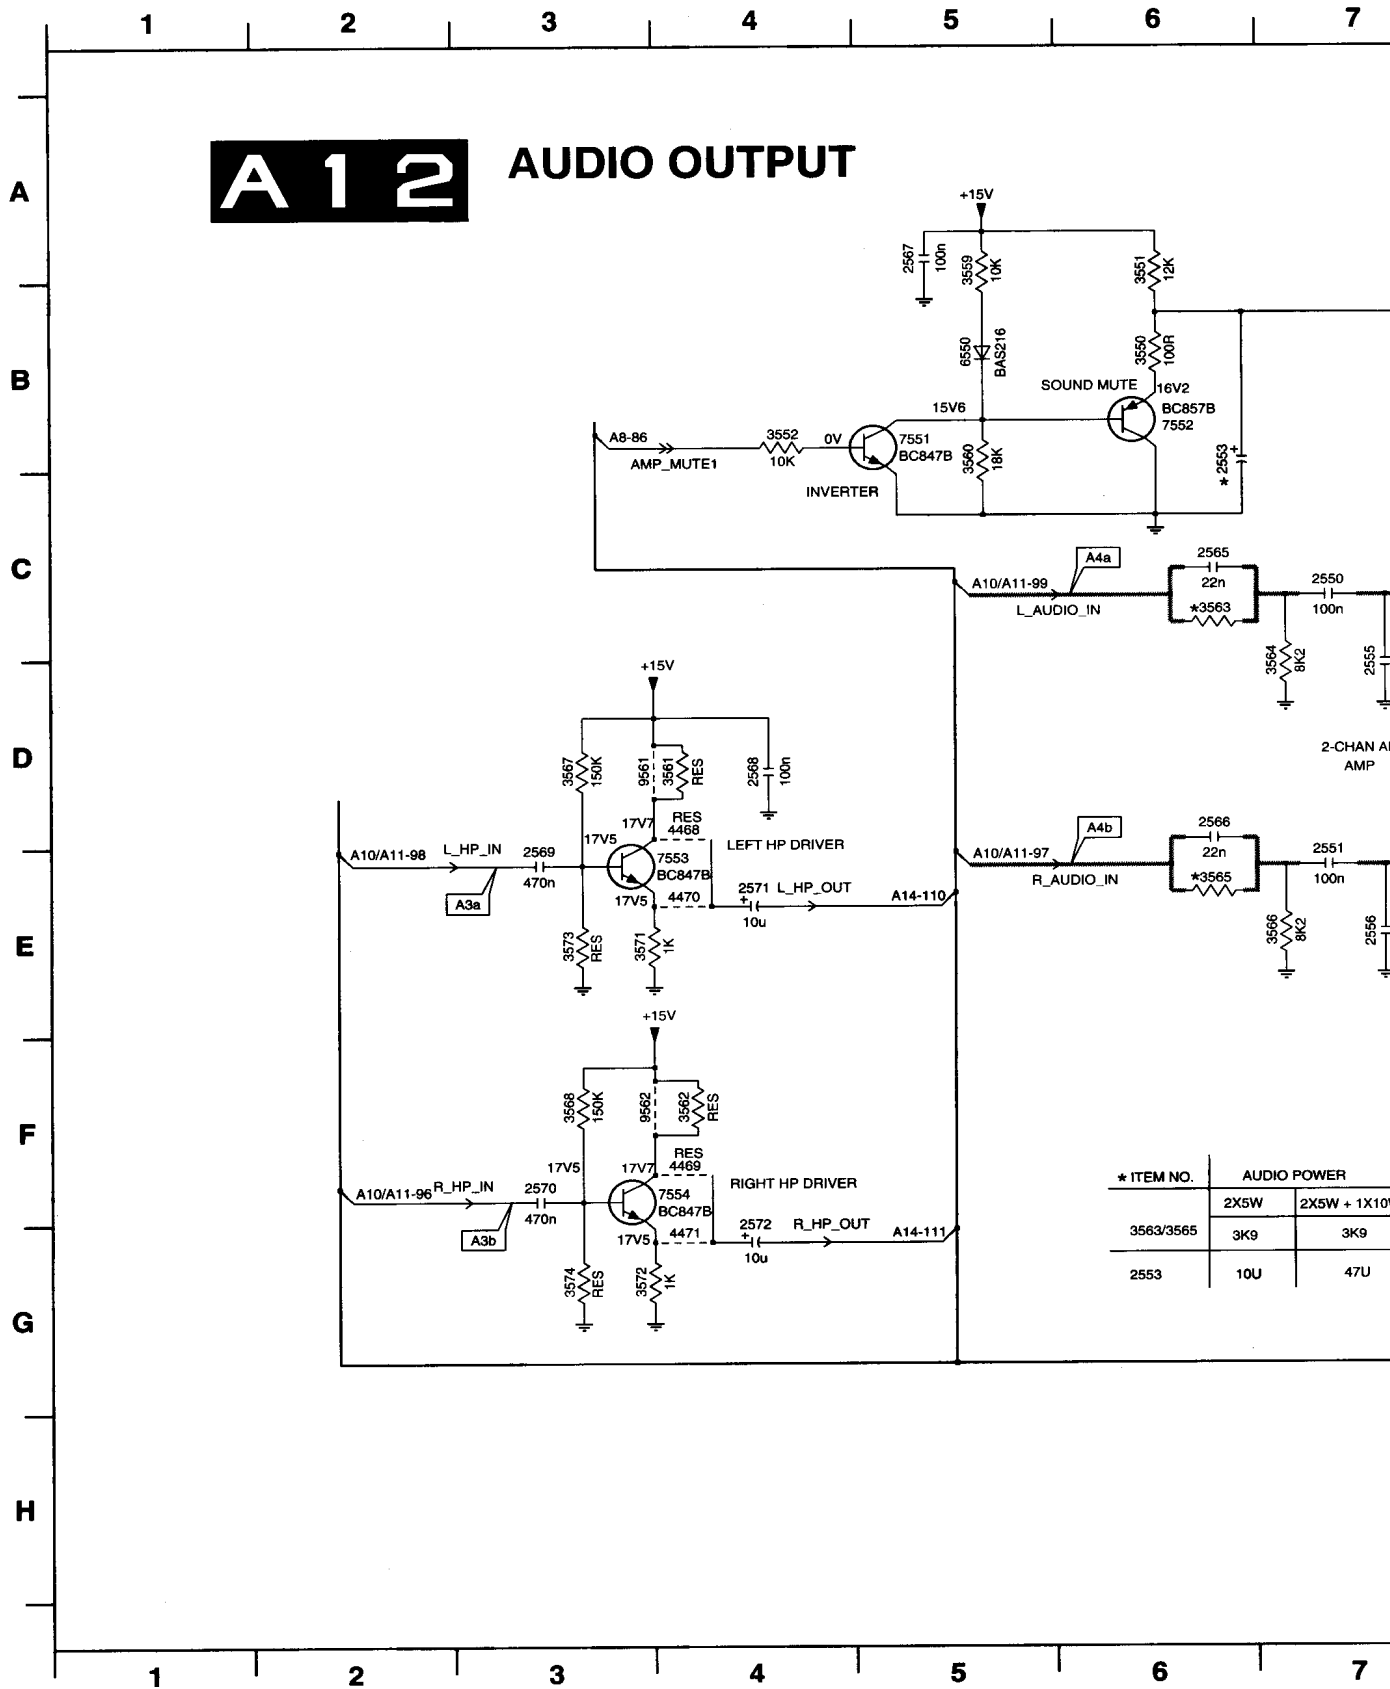 1 2 3 4 5 6 7
A12 AUDIO OUTPUT
A
+15V
2567 100n
3559 10K
3551 12K
6550 BAS216
3550 100R
B
SOUND MUTE
16V2
BC857B
7552
15V6
A8-86
AMP_MUTE1
3552
10K
0V
7551
BC847B
3560 18K
* 2553 +
INVERTER
C
A4a
A10/A11-99
L_AUDIO_IN
2565
22n
*3563
2550
100n
3564 8K2
2555
+15V
D
3567 150K
9561
3561 RES
2568 100n
2-CHAN
AMP
17V7
RES
4468
17V5
LEFT HP DRIVER
A10/A11-98
L_HP_IN
A3a
2569
470n
7553
BC847B
17V5
4470
2571
+
10u
L_HP_OUT
A14-110
A4b
A10/A11-97
R_AUDIO_IN
2566
22n
*3565
2551
100n
E
3573 RES
3571 1K
3566 8K2
2556
+15V
F
3568 150K
9562
3562 RES
17V5
17V7
RES
4469
RIGHT HP DRIVER
A10/A11-96
R_HP_IN
A3b
2570
470n
7554
BC847B
17V5
4471
2572
+
10u
R_HP_OUT
A14-111
* ITEM NO. AUDIO POWER
2X5W 2X5W +
3563/3565 3K9 3K9
2553 10U 47U
3574 RES
3572 1K
G
H
1 2 3 4 5 6 7